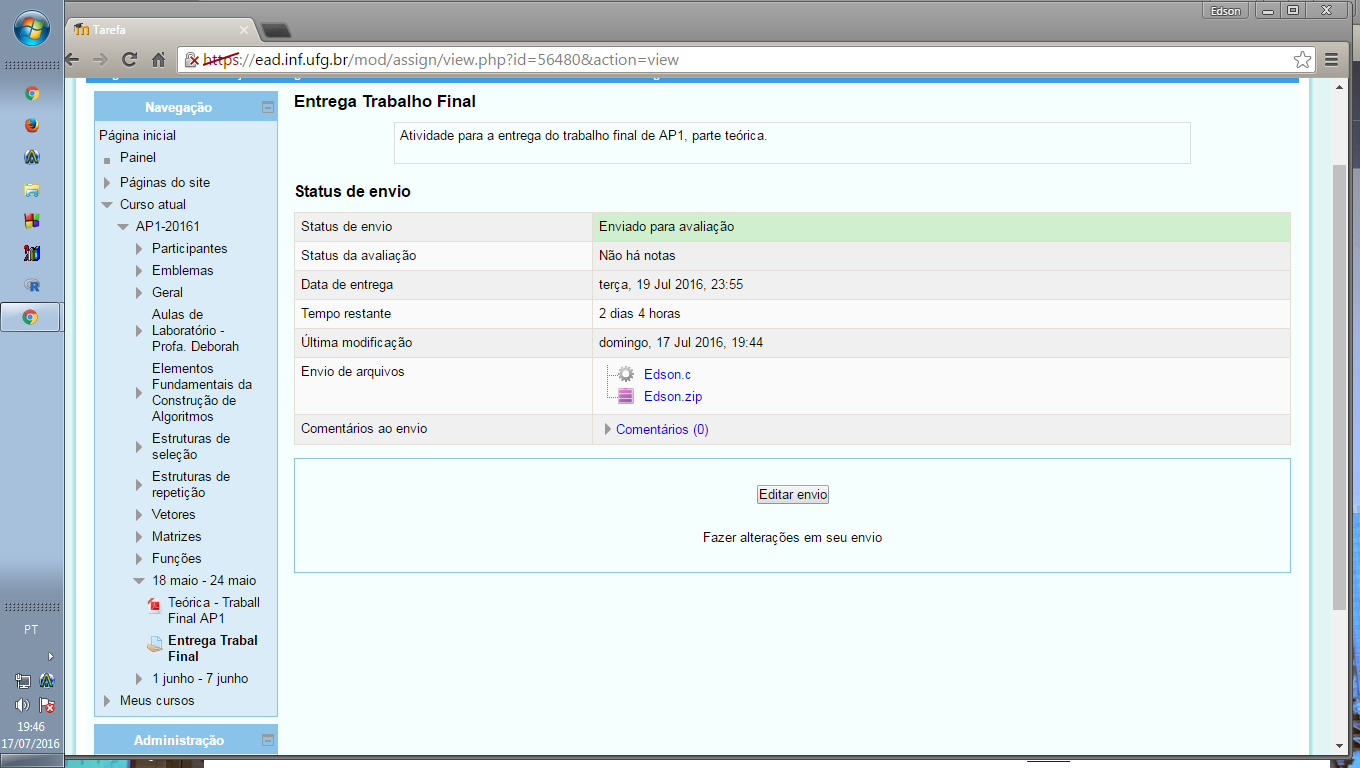 Edson
Tarefa
https://ead.inf.ufg.br/mod/assign/view.php?id=56480&action=view
Navegação
Página inicial
Painel
Páginas do site
Curso atual
AP1-20161
Participantes
Emblemas
Geral
Aulas de
Laboratório -
Profa. Deborah
Elementos
Fundamentais da
Construção de
Algoritmos
Estruturas de
seleção
Estruturas de
repetição
Vetores
Matrizes
Funções
18 maio - 24 maio
Teórica - Traball
Final AP1
Entrega Trabal
Final
1 junho - 7 junho
Meus cursos
Administração
Entrega Trabalho Final
Atividade para a entrega do trabalho final de AP1, parte teórica.
Status de envio
Status de envio Enviado para avaliação
Status da avaliação Não há notas
Data de entrega terça, 19 Jul 2016, 23:55
Tempo restante 2 dias 4 horas
Última modificação domingo, 17 Jul 2016, 19:44
Envio de arquivos Edson.c
Edson.zip
Comentários ao envio Comentários (0)
Editar envio
Fazer alterações em seu envio
PT
19:46
17/07/2016